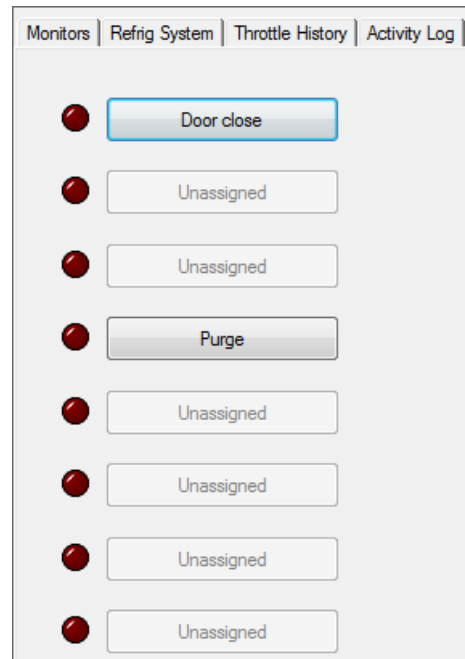 Monitors Refrig System Throttle History Activity Log
Door close
Unassigned
Unassigned
Purge
Unassigned
Unassigned
Unassigned
Unassigned